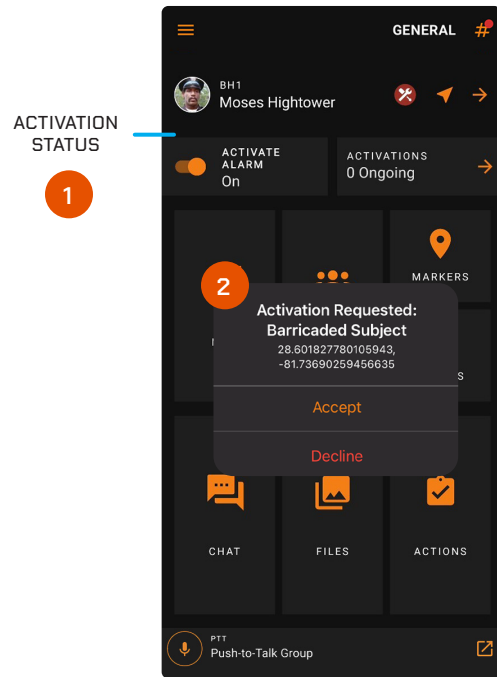 GENERAL
#
BH1
Moses Hightower
ACTIVATION
STATUS
1
ACTIVATE
ALARM
On
ACTIVATIONS
0 Ongoing
MARKERS
2
Activation Requested:
Barricaded Subject
28.601827780105943,
-81.73690259456635
Accept
Decline
S
CHAT
FILES
ACTIONS
PTT
Push-to-Talk Group